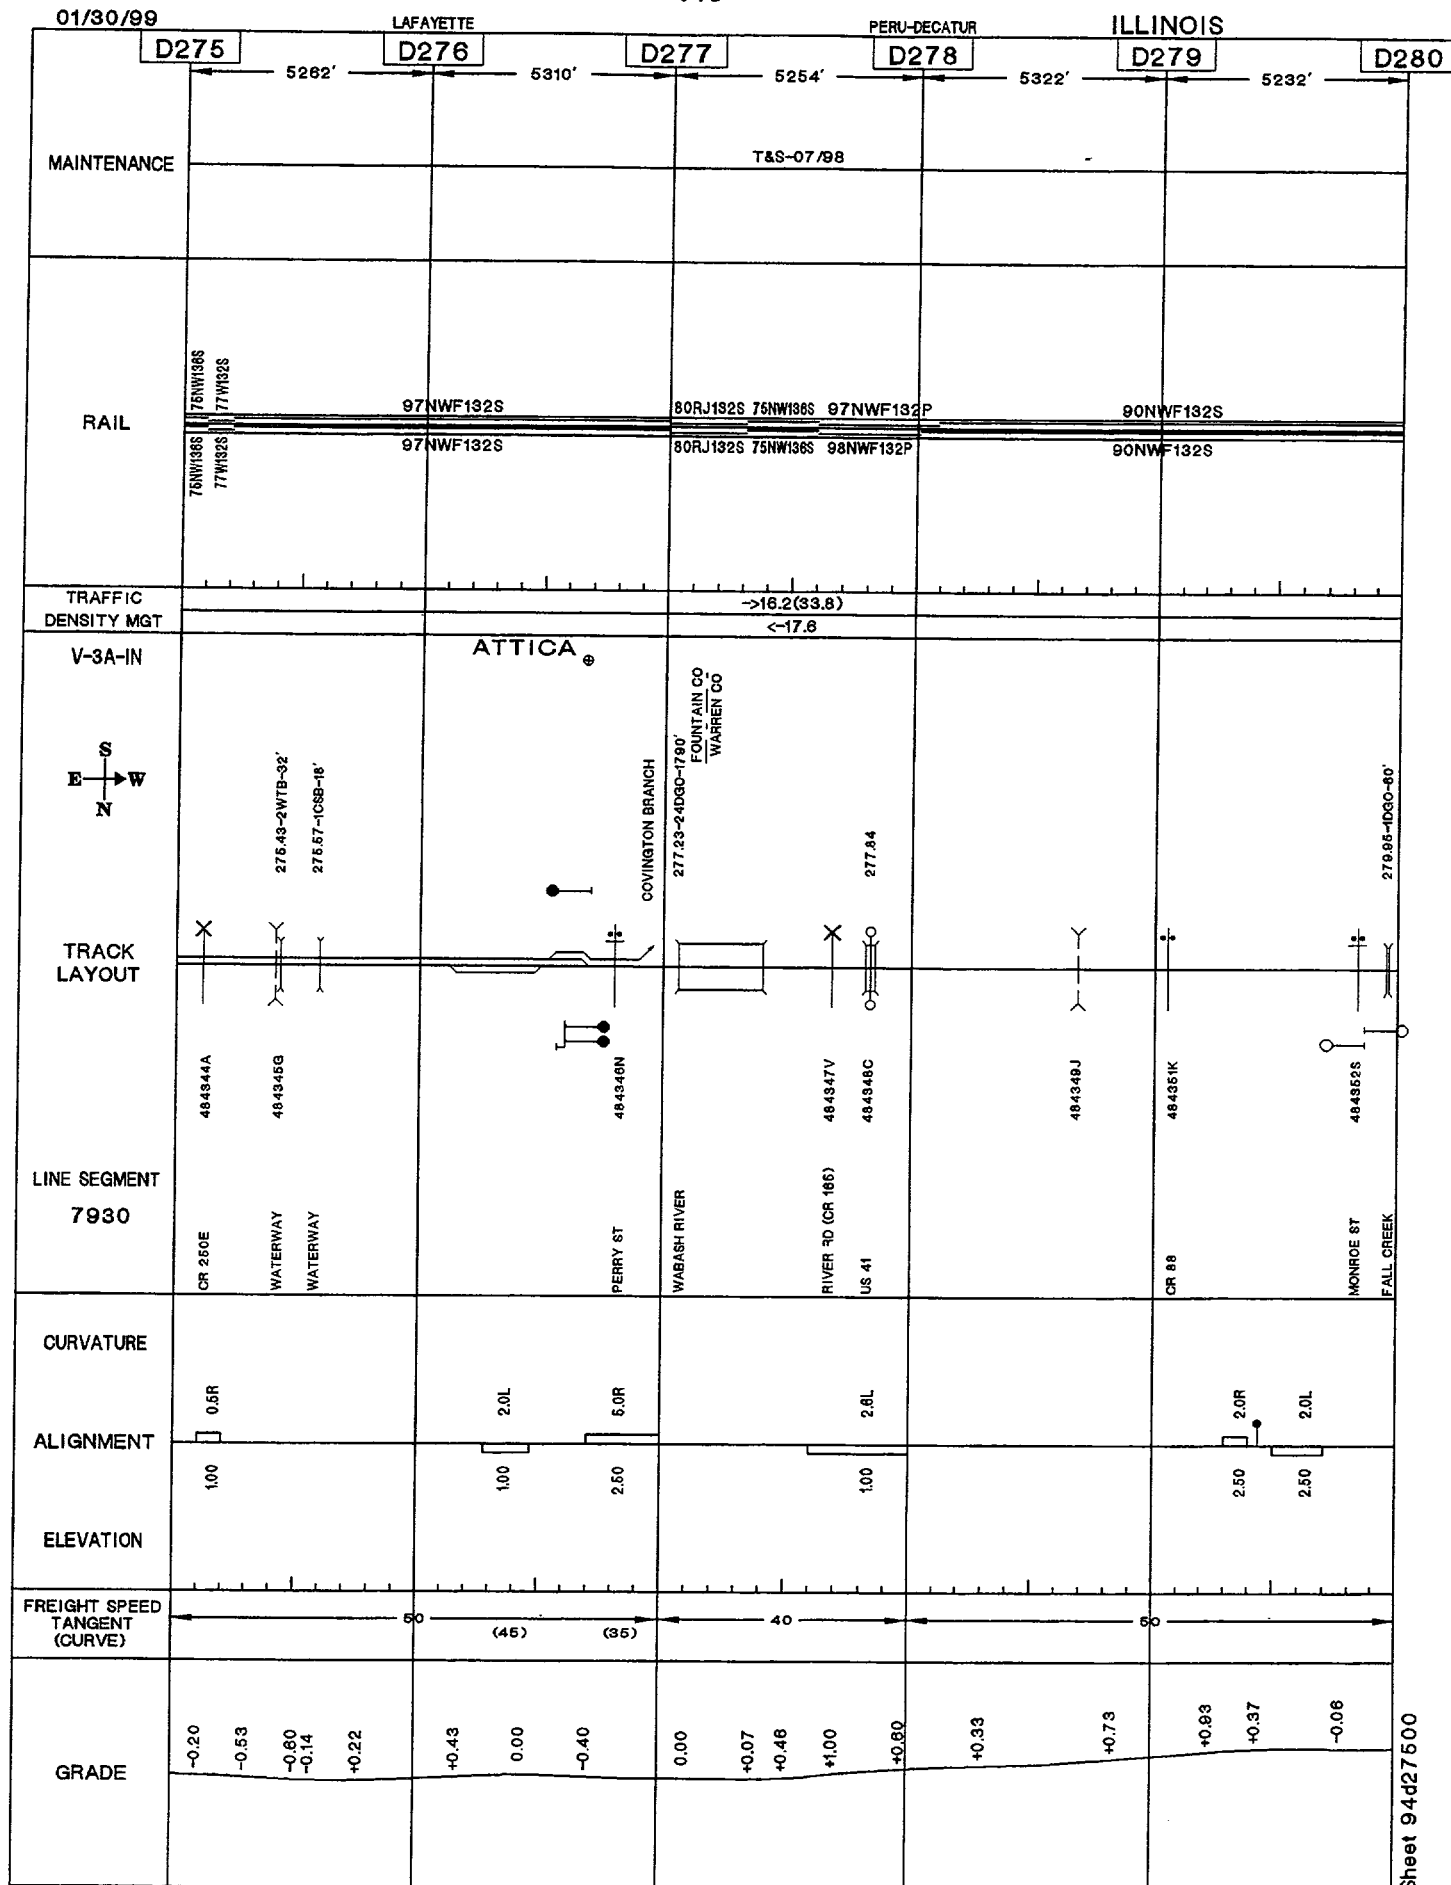 01/30/99 LAFAYETTE PERU-DECATUR ILLINOIS
D275 D276 D277 D278 D279 D280
5262' 5310' 5254' 5322' 5232'
MAINTENANCE T&S-07/98
RAIL
75NW136S 77W132S 97NWF132S 80RJ132S 75NW136S 97NWF132P 90NWF132S
75NW136S 77W132S 97NWF132S 80RJ132S 75NW136S 98NWF132P 90NWF132S
TRAFFIC
DENSITY MGT
->16.2(33.8)
<-17.6
V-3A-IN
ATTICA
S
E W
N
275.43-2WTB-32'
275.57-1CSB-18'
COVINGTON BRANCH
277.23-24DGO-1790'
FOUNTAIN CO
WARREN CO
277.84
279.95-1DGO-60'
TRACK
LAYOUT
484344A
484345G
484346N
484347V
484348C
484349J
484351K
484352S
LINE SEGMENT
7930
CR 250E
WATERWAY
WATERWAY
PERRY ST
WABASH RIVER
RIVER RD (CR 165)
US 41
CR 88
MONROE ST
FALL CREEK
CURVATURE
0.5R 2.0L 5.0R 2.6L 2.0R 2.0L
ALIGNMENT
1.00 1.00 2.50 1.00 2.50 2.50
ELEVATION
FREIGHT SPEED
TANGENT
(CURVE)
50 40 50
(45) (35)
GRADE
-0.20 -0.53 -0.60 -0.14 +0.22 +0.43 0.00 -0.40 0.00 +0.07 +0.46 +1.00 +0.60 +0.33 +0.73 +0.93 +0.37 -0.06
Sheet 94d27500